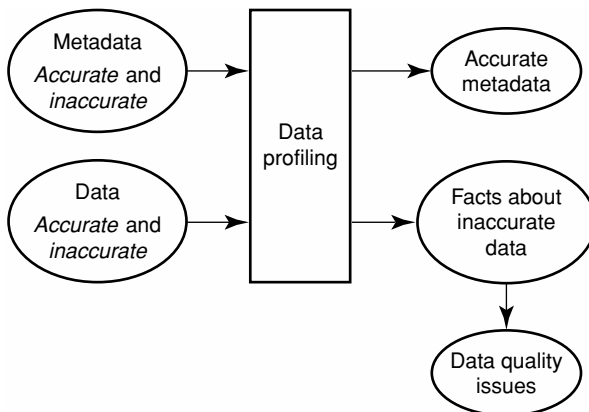 Metadata
Accurate and
inaccurate
Data
profiling
Accurate
metadata
Data
Accurate and
inaccurate
Facts about
inaccurate
data
Data quality
issues